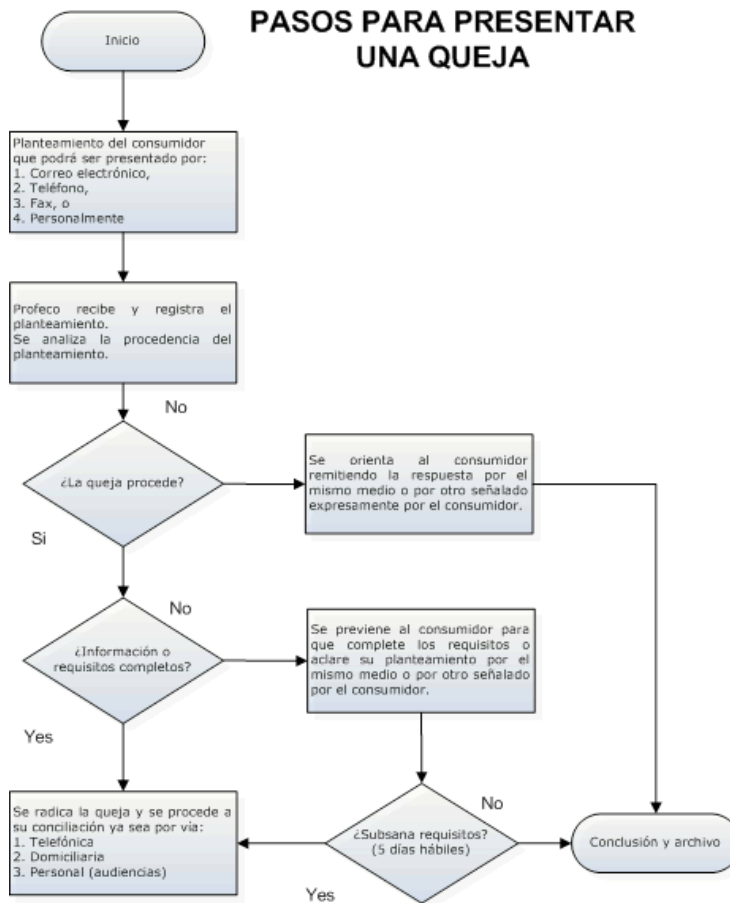 PASOS PARA PRESENTAR
UNA QUEJA
Inicio
Planteamiento del consumidor
que podrá ser presentado por:
1. Correo electrónico,
2. Teléfono,
3. Fax, o
4. Personalmente
Profeco recibe y registra el
planteamiento.
Se analiza la procedencia del
planteamiento.
No
¿La queja procede?
Se orienta al consumidor
remitiendo la respuesta por el
mismo medio o por otro señalado
expresamente por el consumidor.
Si
No
¿Información o
requisitos completos?
Se previene al consumidor para
que complete los requisitos o
aclare su planteamiento por el
mismo medio o por otro señalado
por el consumidor.
Yes
Se radica la queja y se procede a
su conciliación ya sea por vía:
1. Telefónica
2. Domiciliaria
3. Personal (audiencias)
¿Subsana requisitos?
(5 días hábiles)
No
Yes
Conclusión y archivo